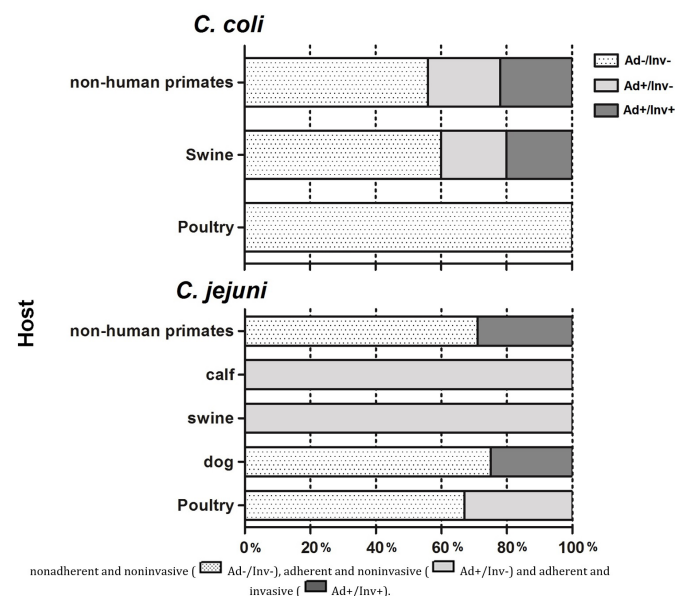 C. coli
Ad-/Inv-
Ad+/Inv-
Ad+/Inv+
non-human primates
Swine
Poultry
C. jejuni
Host
non-human primates
calf
swine
dog
Poultry
0% 20% 40% 60% 80% 100%
nonadherent and noninvasive ( Ad-/Inv-), adherent and noninvasive ( Ad+/Inv-) and adherent and
invasive ( Ad+/Inv+).